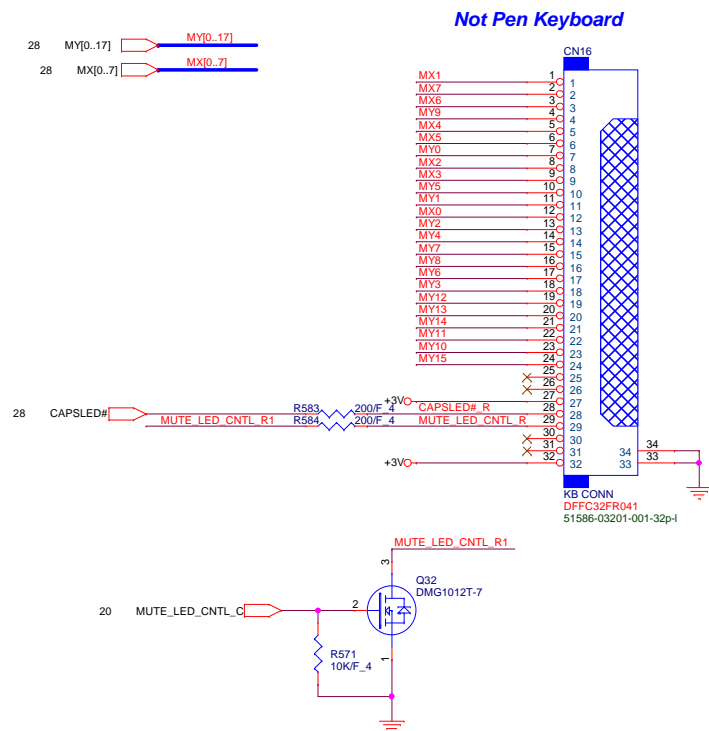 Not Pen Keyboard
28 MY[0..17] MY[0..17]
28 MX[0..7] MX[0..7]
CN16
MX1 1 1
MX7 2 2
MX6 3 3
MY9 4 4
MX4 5 5
MX5 6 6
MY0 7 7
MX2 8 8
MX3 9 9
MY5 10 10
MY1 11 11
MX0 12 12
MY2 13 13
MY4 14 14
MY7 15 15
MY8 16 16
MY6 17 17
MY3 18 18
MY12 19 19
MY13 20 20
MY14 21 21
MY11 22 22
MY10 23 23
MY15 24 24
25 25
26 26
+3V 27 27
28 CAPSLED# R583 200/F_4 CAPSLED#_R 28 28
MUTE_LED_CNTL_R1 R584 200/F_4 MUTE_LED_CNTL_R 29 29
30 30
31 31 34 34
+3V 32 32 33 33
KB CONN
DFFC32FR041
51586-03201-001-32p-l
MUTE_LED_CNTL_R1
3
Q32
DMG1012T-7
20 MUTE_LED_CNTL_C 2
1
R571
10K/F_4